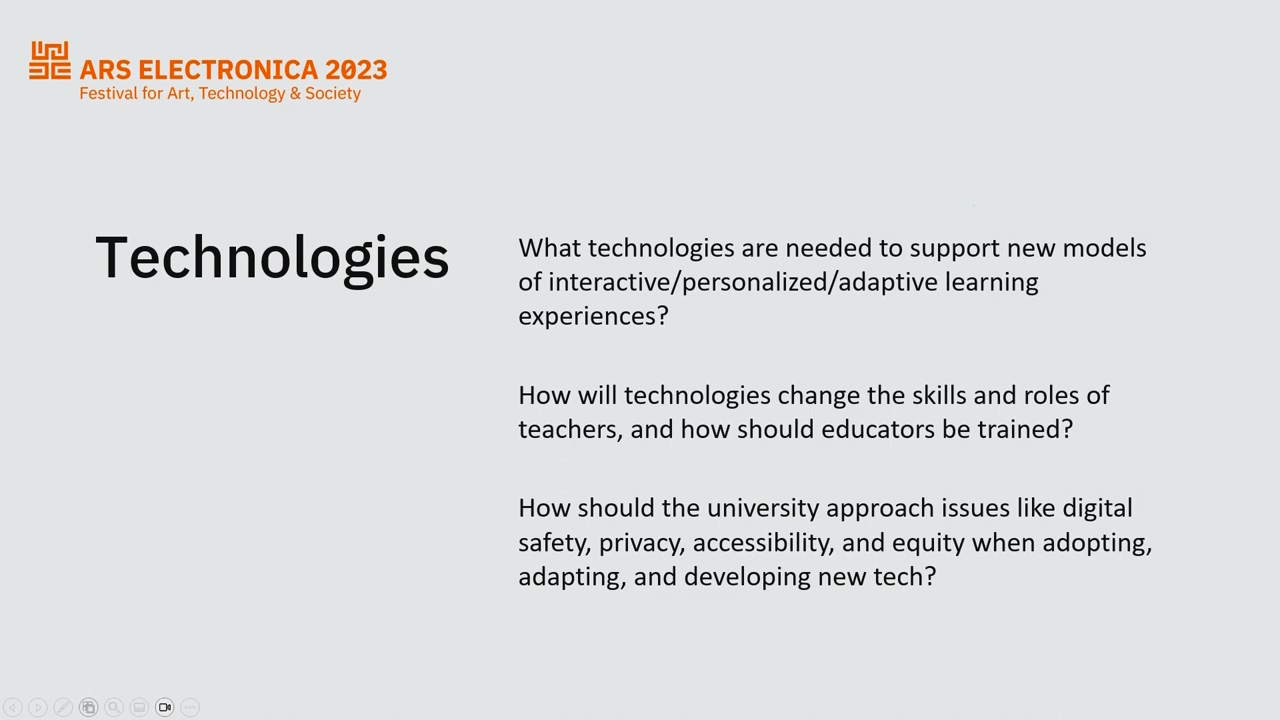 ARS ELECTRONICA 2023
Festival for Art, Technology & Society
Technologies
What technologies are needed to support new models
of interactive/personalized/adaptive learning
experiences?
How will technologies change the skills and roles of
teachers, and how should educators be trained?
How should the university approach issues like digital
safety, privacy, accessibility, and equity when adopting,
adapting, and developing new tech?